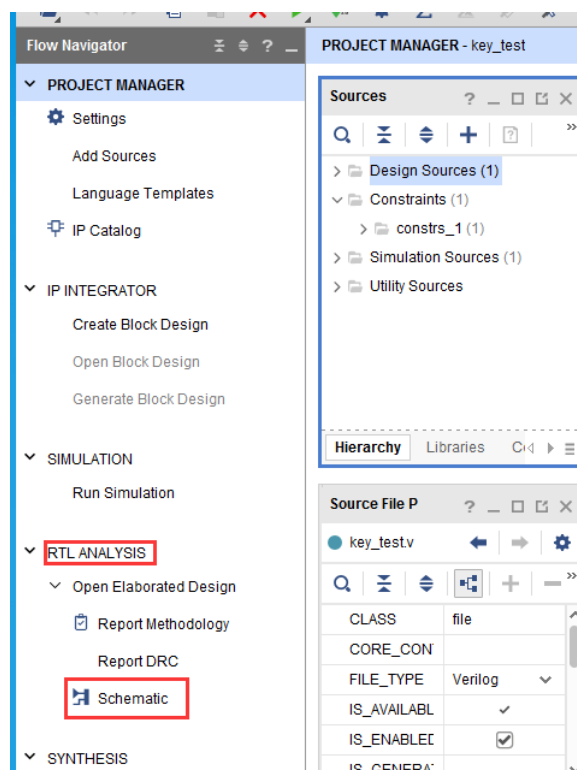 Flow Navigator
PROJECT MANAGER - key_test
PROJECT MANAGER
Settings
Add Sources
Language Templates
IP Catalog
IP INTEGRATOR
Create Block Design
Open Block Design
Generate Block Design
SIMULATION
Run Simulation
RTL ANALYSIS
Open Elaborated Design
Report Methodology
Report DRC
Schematic
SYNTHESIS
Sources
Design Sources (1)
Constraints (1)
constrs_1 (1)
Simulation Sources (1)
Utility Sources
Hierarchy Libraries
Source File P
key_test.v
CLASS file
CORE_CON
FILE_TYPE Verilog
IS_AVAILABL
IS_ENABLED
IS_GENERA